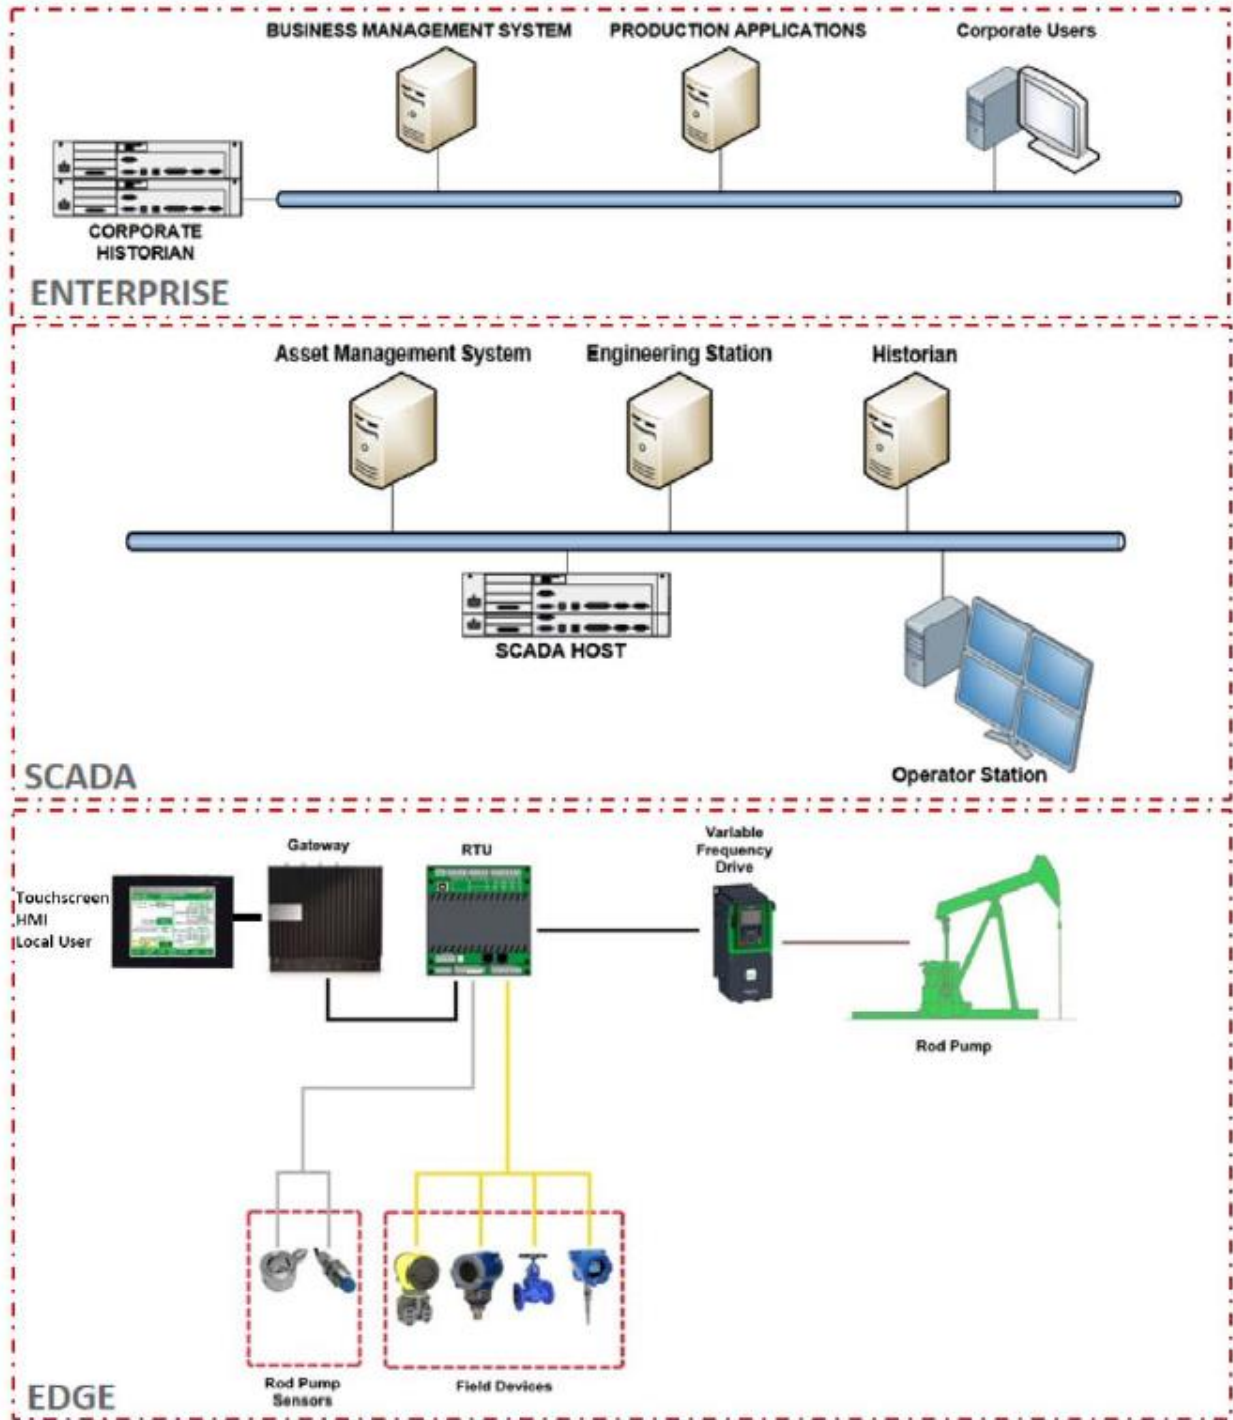 BUSINESS MANAGEMENT SYSTEM
PRODUCTION APPLICATIONS
Corporate Users
CORPORATE
HISTORIAN
ENTERPRISE
Asset Management System
Engineering Station
Historian
SCADA HOST
Operator Station
SCADA
Gateway
RTU
Variable
Frequency
Drive
Touchscreen
HMI
Local User
Rod Pump
Rod Pump
Sensors
Field Devices
EDGE